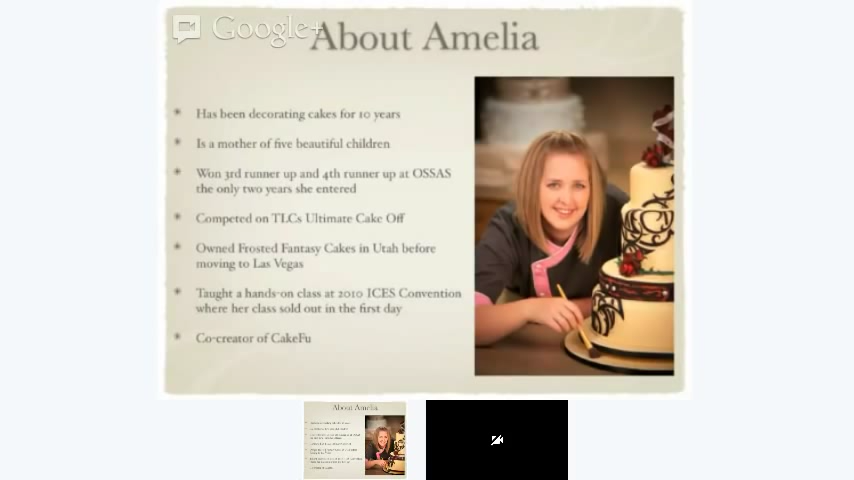 Google+
About Amelia
* Has been decorating cakes for 10 years
* Is a mother of five beautiful children
* Won 3rd runner up and 4th runner up at OSSAS
the only two years she entered
* Competed on TLCs Ultimate Cake Off
* Owned Frosted Fantasy Cakes in Utah before
moving to Las Vegas
* Taught a hands-on class at 2010 ICES Convention
where her class sold out in the first day
* Co-creator of CakeFu
About Amelia